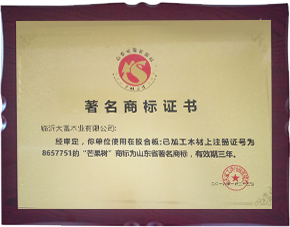 著名商标证书
临沂大富木业有限公司:
经审定，你单位使用在胶合板;已加工木材上注册证号为
8657751的“芒果树”商标为山东省著名商标，有效期三年。